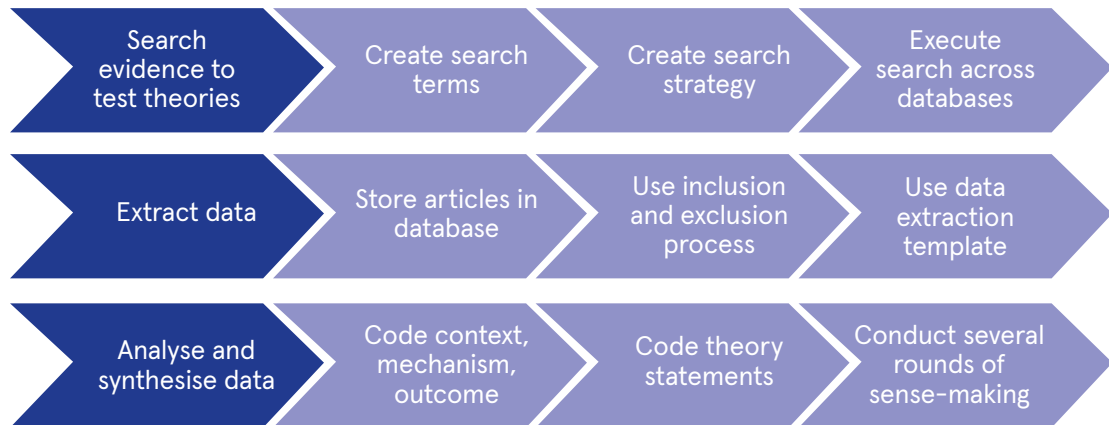 Search
evidence to
test theories
Create search
terms
Create search
strategy
Execute
search across
databases
Extract data
Store articles in
database
Use inclusion
and exclusion
process
Use data
extraction
template
Analyse and
synthesise data
Code context,
mechanism,
outcome
Code theory
statements
Conduct several
rounds of
sense-making